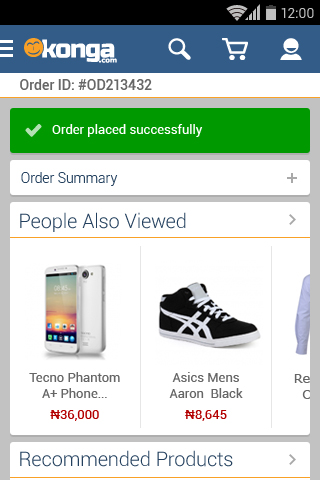 12:00
konga
.com
Order ID: #OD213432
Order placed successfully
Order Summary
People Also Viewed
Tecno Phantom
A+ Phone...
₦36,000
Asics Mens
Aaron Black
₦8,645
Re
Recommended Products